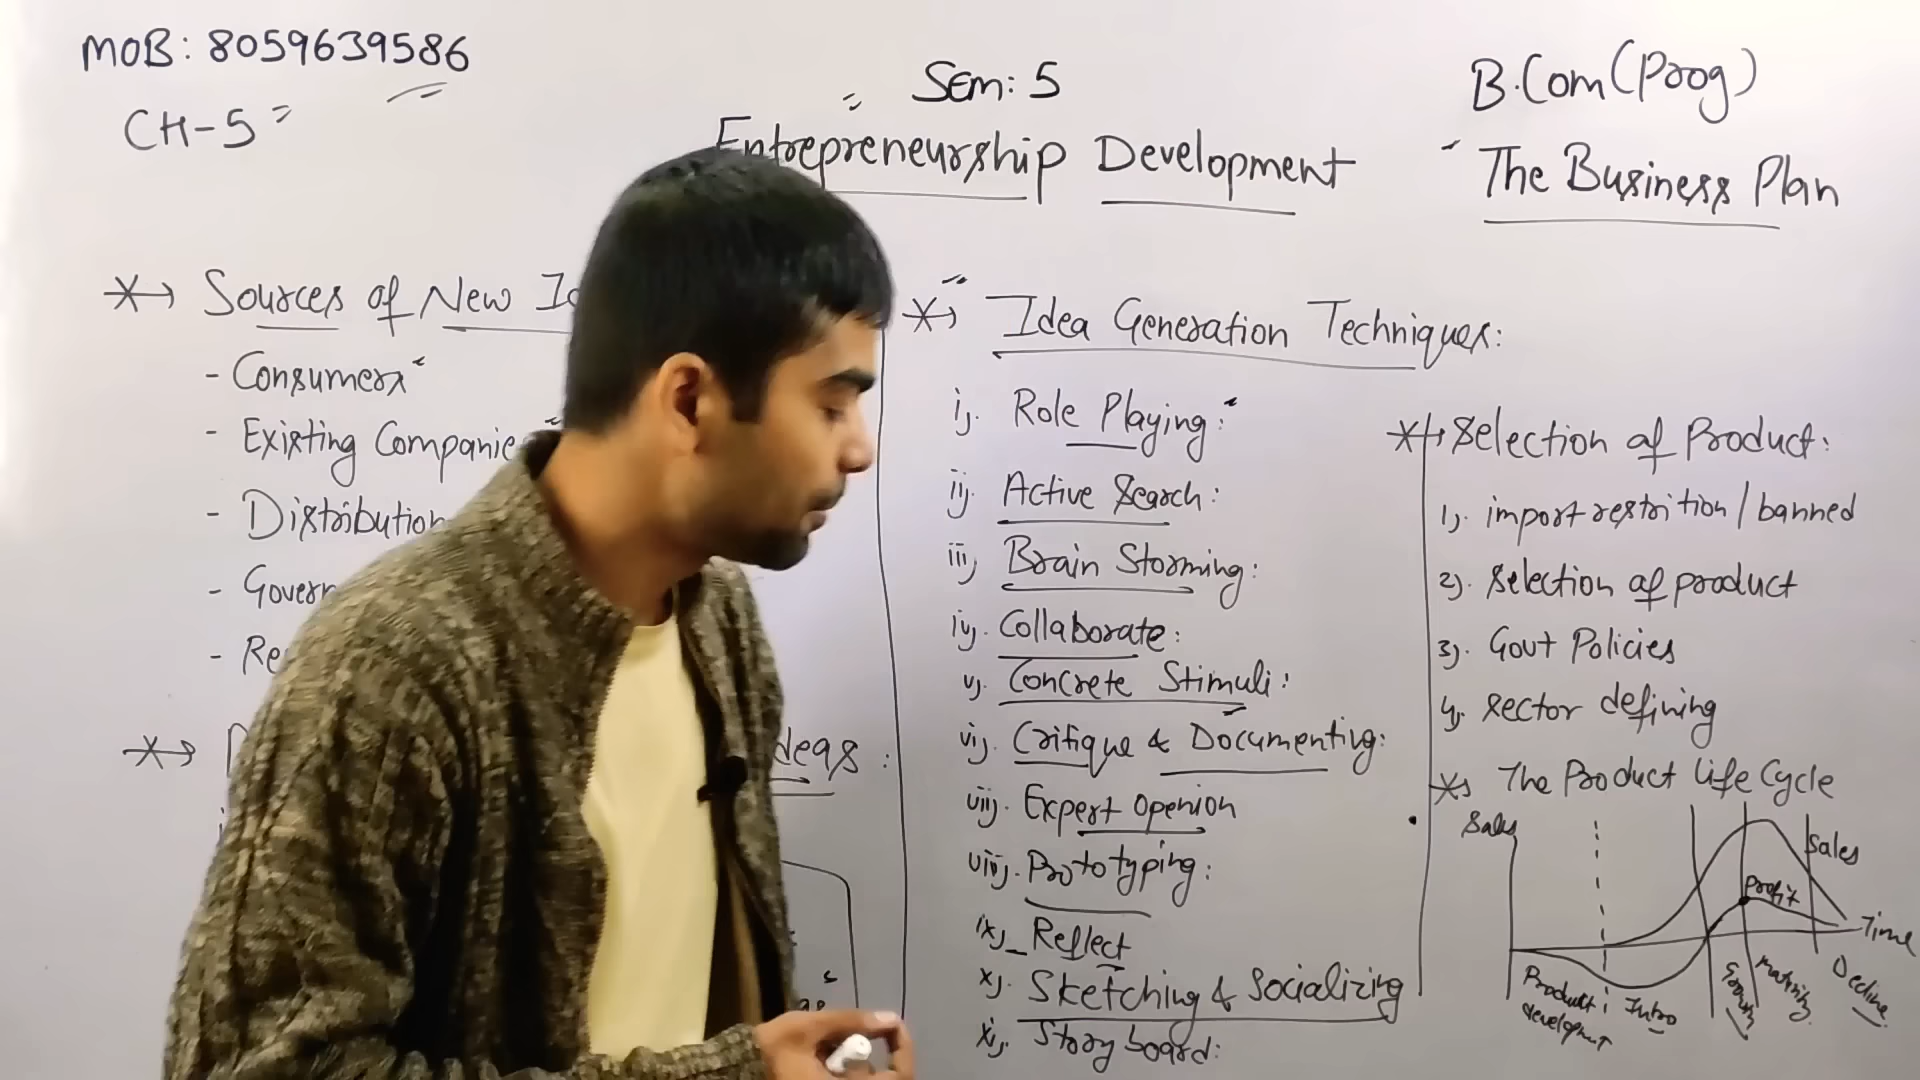 MOB: 8059639586
CH-5
Sem: 5
Entrepreneurship Development
B.Com (Prog)
The Business Plan
Sources of New
- Consumers
- Existing Companie
- Distribution
- Govern
- Re
deas :
Idea Generation Techniques:
i). Role Playing:
ii). Active Search:
iii) Brain Storming:
iv). Collaborate:
v). Concrete Stimuli:
vi). Critique & Documenting:
vii). Expert Openion
viii). Prototyping:
ix) Reflect
x). Sketching & Socializing
xi). Story board:
Selection of Product:
1). import restrition / banned
2). Selection of product
3). Govt Policies
4). Sector defining
The Product Life Cycle
Sales
Sales
Profit
Time
Product development
Intro
Growth
Maturity
Decline